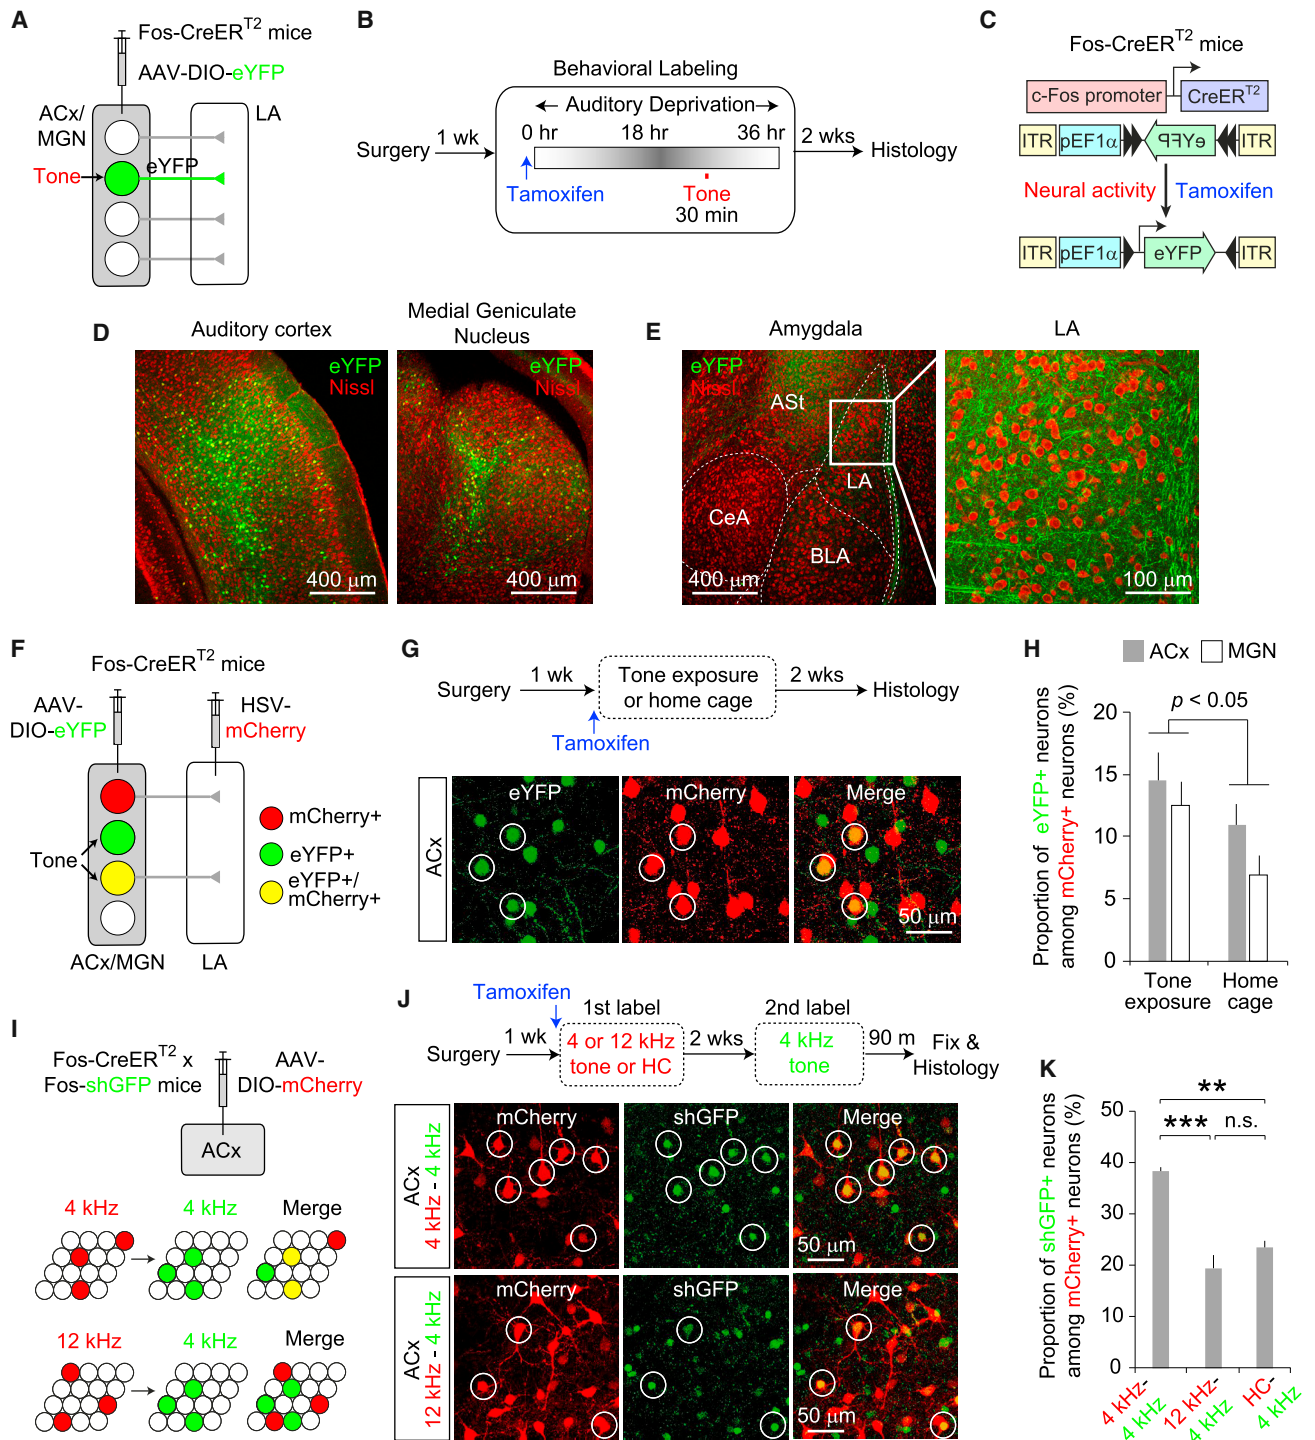 A
Fos-CreERT2 mice
AAV-DIO-eYFP
ACx/
MGN
LA
eYFP
Tone
B
Behavioral Labeling
Auditory Deprivation
0 hr 18 hr 36 hr
Surgery
1 wk
2 wks
Histology
Tamoxifen
Tone
30 min
C
Fos-CreERT2 mice
c-Fos promoter
CreERT2
ITR pEF1α eYFP ITR
Neural activity
Tamoxifen
ITR pEF1α eYFP ITR
D
Auditory cortex
eYFP
Nissl
400 µm
Medial Geniculate
Nucleus
eYFP
Nissl
400 µm
E
Amygdala
eYFP
Nissl
ASt
LA
CeA
BLA
400 µm
LA
100 µm
F
Fos-CreERT2 mice
AAV-
DIO-eYFP
HSV-
mCherry
Tone
mCherry+
eYFP+
eYFP+/
mCherry+
ACx/MGN
LA
G
Surgery
1 wk
Tone exposure
or home cage
2 wks
Histology
Tamoxifen
ACx
eYFP
mCherry
Merge
50 µm
H
ACx MGN
Proportion of eYFP+ neurons
among mCherry+ neurons (%)
p < 0.05
20
15
10
5
0
Tone
exposure
Home
cage
I
Fos-CreERT2 x
Fos-shGFP mice
AAV-
DIO-mCherry
ACx
4 kHz 4 kHz Merge
12 kHz 4 kHz Merge
J
Tamoxifen
1st label
2nd label
Surgery
1 wk
4 or 12 kHz
tone or HC
2 wks
4 kHz
tone
90 m
Fix &
Histology
ACx
4 kHz - 4 kHz
mCherry
shGFP
Merge
50 µm
ACx
12 kHz - 4 kHz
mCherry
shGFP
Merge
50 µm
K
Proportion of shGFP+ neurons
among mCherry+ neurons (%)
**
***
n.s.
50
40
30
20
10
0
4 kHz-
4 kHz
12 kHz-
4 kHz
HC-
4 kHz